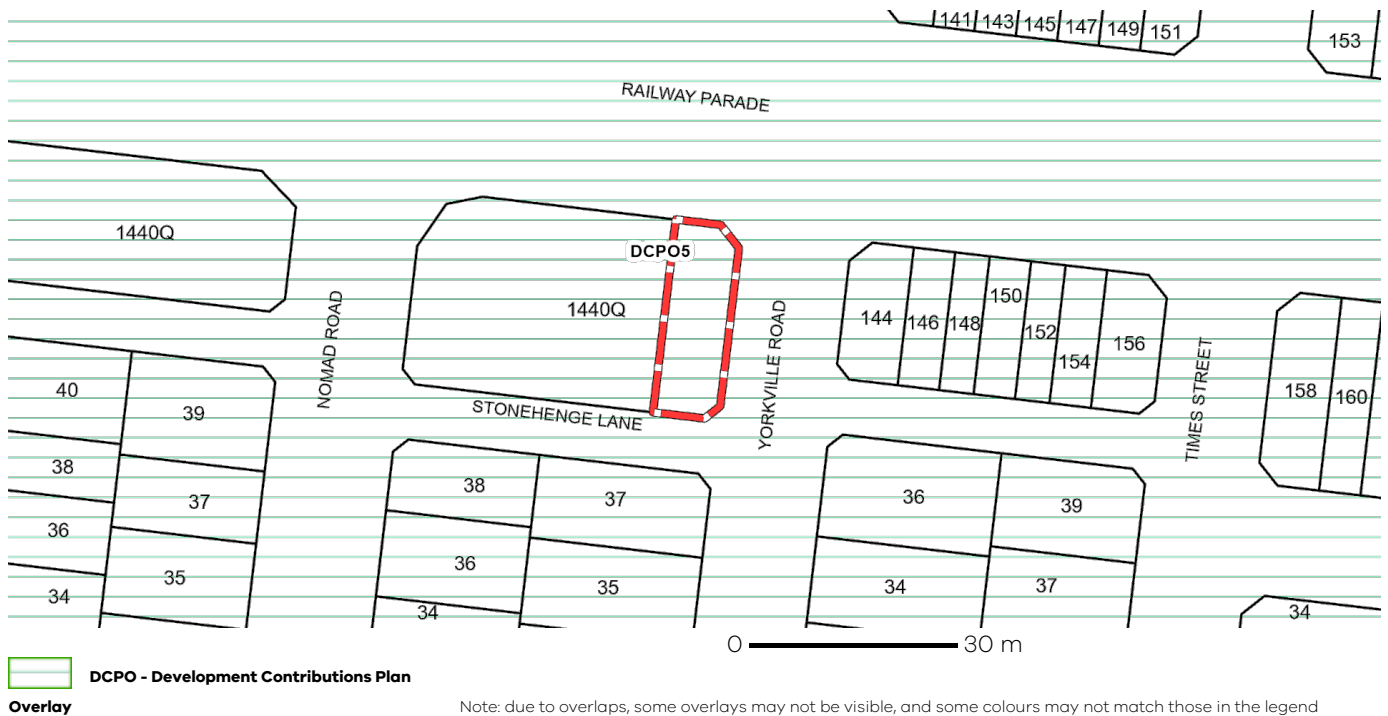 141 143 145 147 149 151
153
RAILWAY PARADE
1440Q
DCPO5
1440Q
NOMAD ROAD
YORKVILLE ROAD
144 146 148 150 152 154 156
TIMES STREET
158 160
STONEHENGE LANE
40 39
38 37
36 35
34
38 37
36 35
34
36 39
34 37
34
0 30 m
DCPO - Development Contributions Plan
Overlay
Note: due to overlaps, some overlays may not be visible, and some colours may not match those in the legend